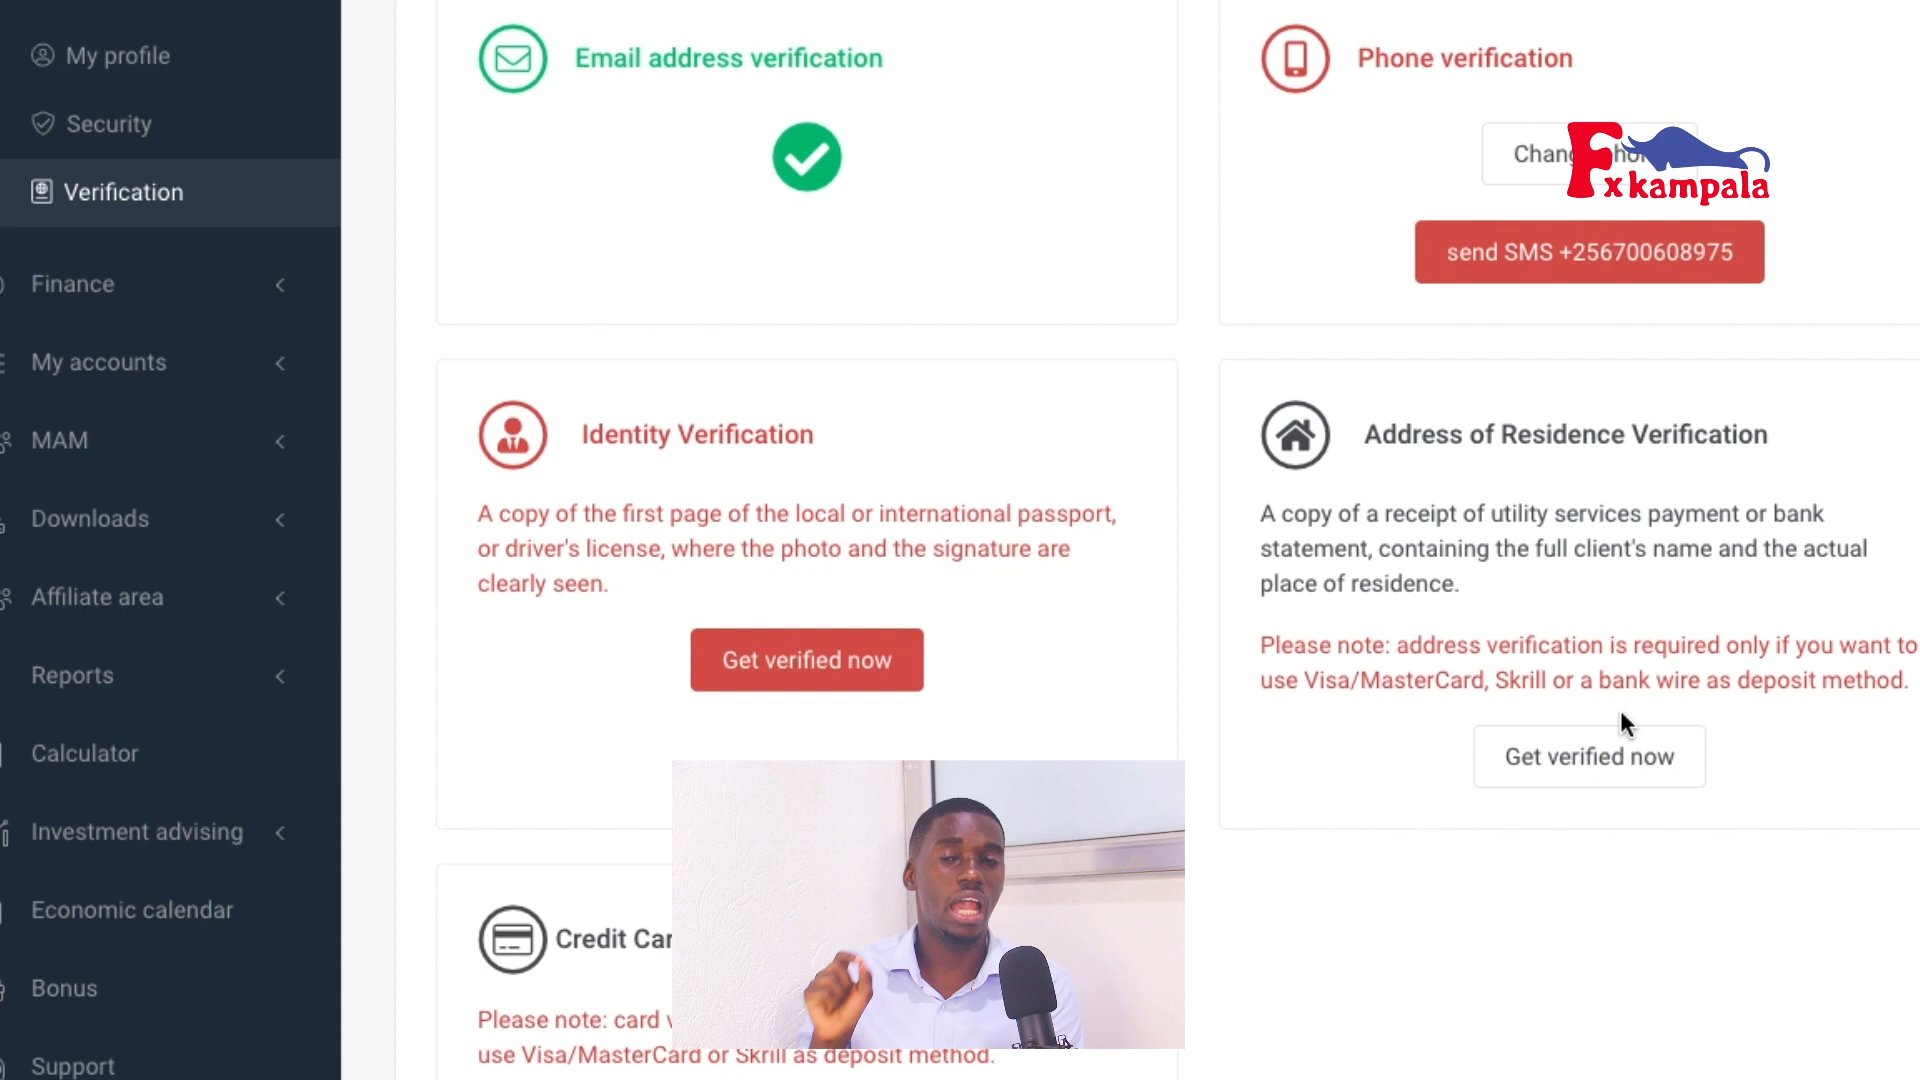 My profile
Security
Verification
Finance
My accounts
MAM
Downloads
Affiliate area
Reports
Calculator
Investment advising
Economic calendar
Bonus
Support
Email address verification
Phone verification
Fxkampala
send SMS +256700608975
Identity Verification
A copy of the first page of the local or international passport,
or driver's license, where the photo and the signature are
clearly seen.
Get verified now
Address of Residence Verification
A copy of a receipt of utility services payment or bank
statement, containing the full client's name and the actual
place of residence.
Please note: address verification is required only if you want to
use Visa/MasterCard, Skrill or a bank wire as deposit method.
Get verified now
Credit
Please note: card
use Visa/MasterCard or Skrill as deposit method.